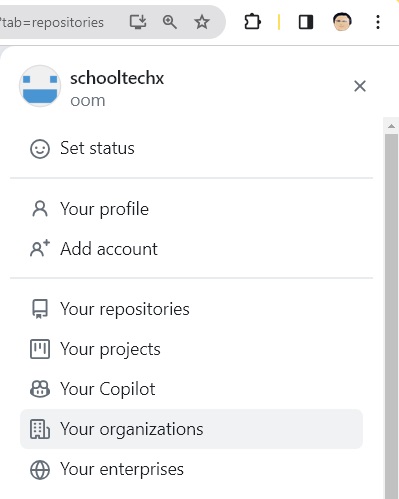 ?tab=repositories
schooltechx
oom
Set status
Your profile
Add account
Your repositories
Your projects
Your Copilot
Your organizations
Your enterprises